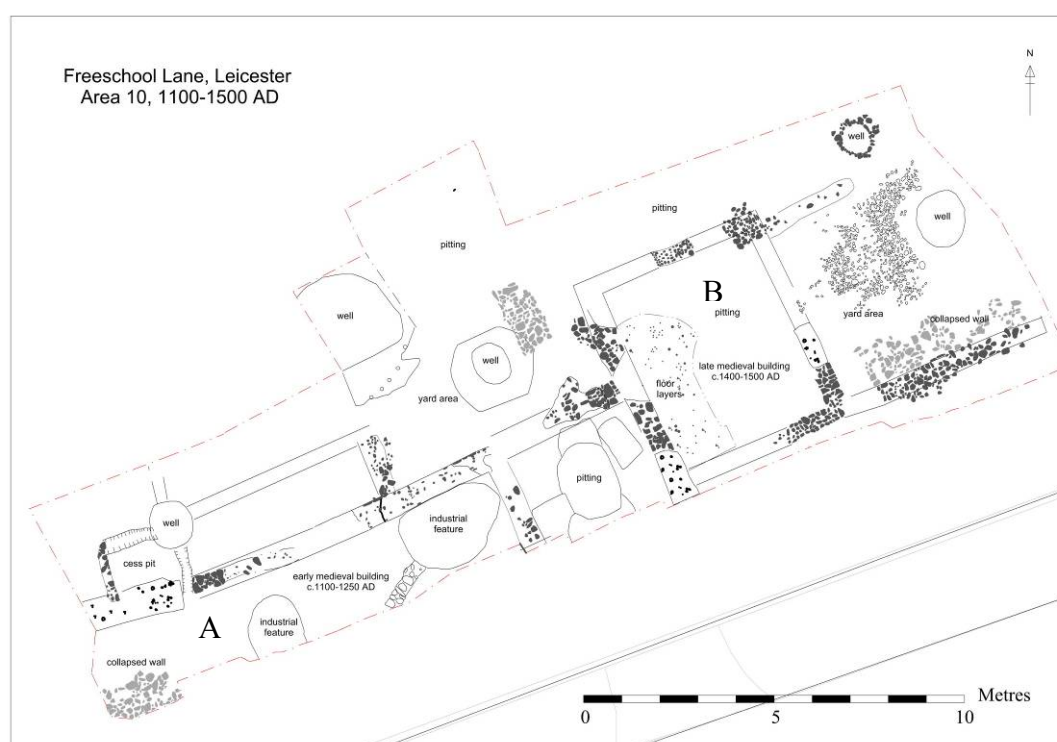 Freeschool Lane, Leicester
Area 10, 1100-1500 AD
N
well
pitting
pitting
well
well
B
pitting
yard area
collapsed wall
well
late medieval building
c.1400-1500 AD
floor
layers
yard area
pitting
well
industrial
feature
cess pit
early medieval building
c.1100-1250 AD
A
industrial
feature
collapsed wall
Metres
0
5
10